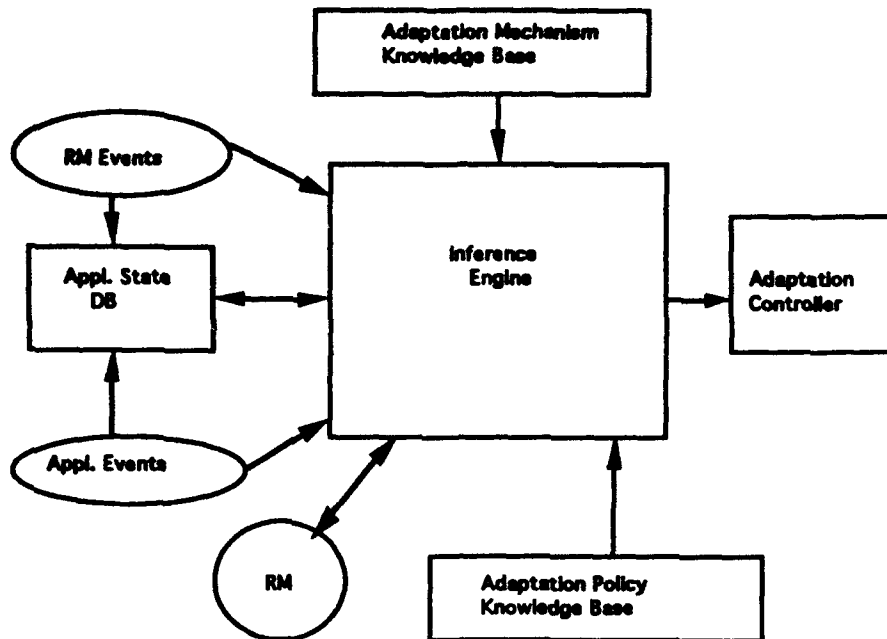 Adaptation Mechanism
Knowledge Base
RM Events
Inference
Engine
Appl. State
DB
Adaptation
Controller
Appl. Events
RM
Adaptation Policy
Knowledge Base